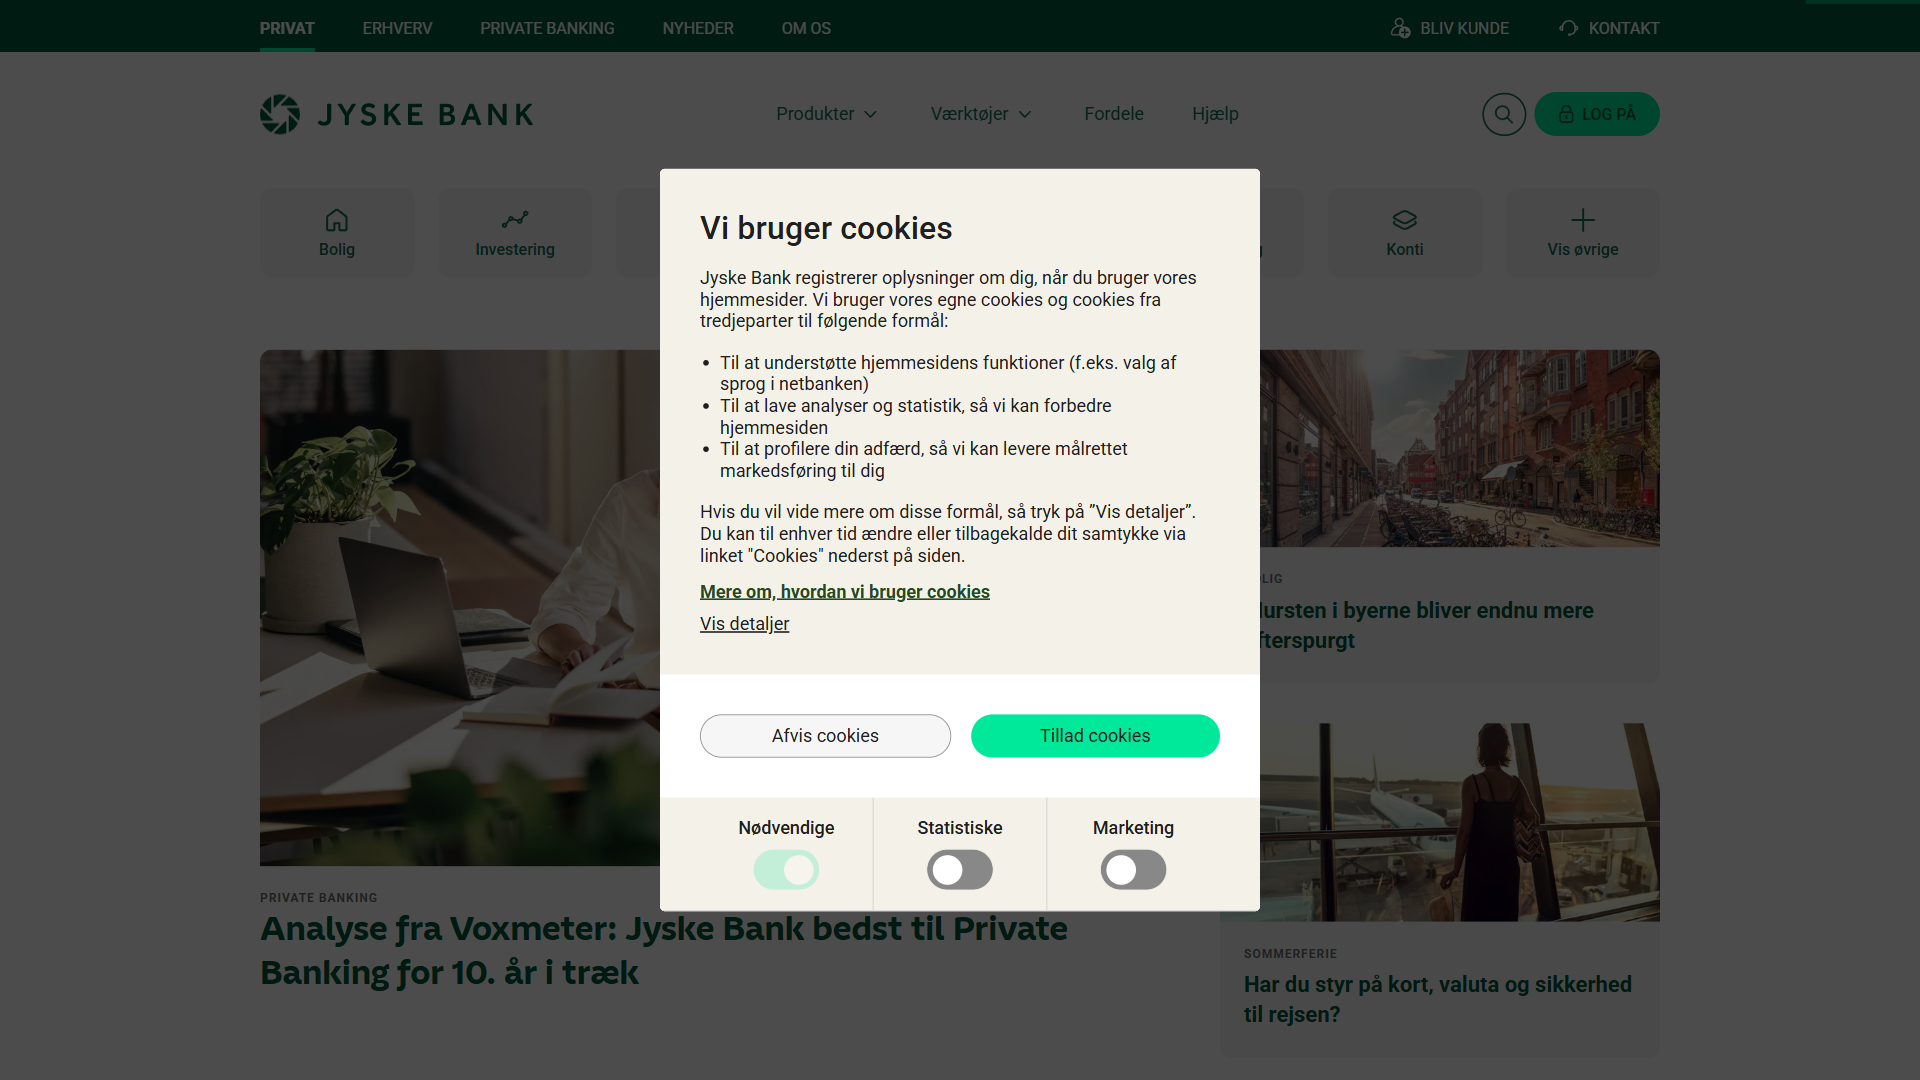 PRIVAT
ERHVERV
PRIVATE BANKING
NYHEDER
OM OS
BLIV KUNDE
KONTAKT
JYSKE BANK
Produkter
Værktøjer
Fordele
Hjælp
LOG PÅ
Bolig
Investering
Konti
Vis øvrige
Vi bruger cookies
Jyske Bank registrerer oplysninger om dig, når du bruger vores
hjemmesider. Vi bruger vores egne cookies og cookies fra
tredjeparter til følgende formål:
• Til at understøtte hjemmesidens funktioner (f.eks. valg af
sprog i netbanken)
• Til at lave analyser og statistik, så vi kan forbedre
hjemmesiden
• Til at profilere din adfærd, så vi kan levere målrettet
markedsføring til dig
Hvis du vil vide mere om disse formål, så tryk på ”Vis detaljer”.
Du kan til enhver tid ændre eller tilbagekalde dit samtykke via
linket "Cookies" nederst på siden.
Mere om, hvordan vi bruger cookies
Vis detaljer
Afvis cookies
Tillad cookies
Nødvendige
Statistiske
Marketing
PRIVATE BANKING
Analyse fra Voxmeter: Jyske Bank bedst til Private
Banking for 10. år i træk
i byerne bliver endnu mere
SOMMERFERIE
Har du styr på kort, valuta og sikkerhed
til rejsen?